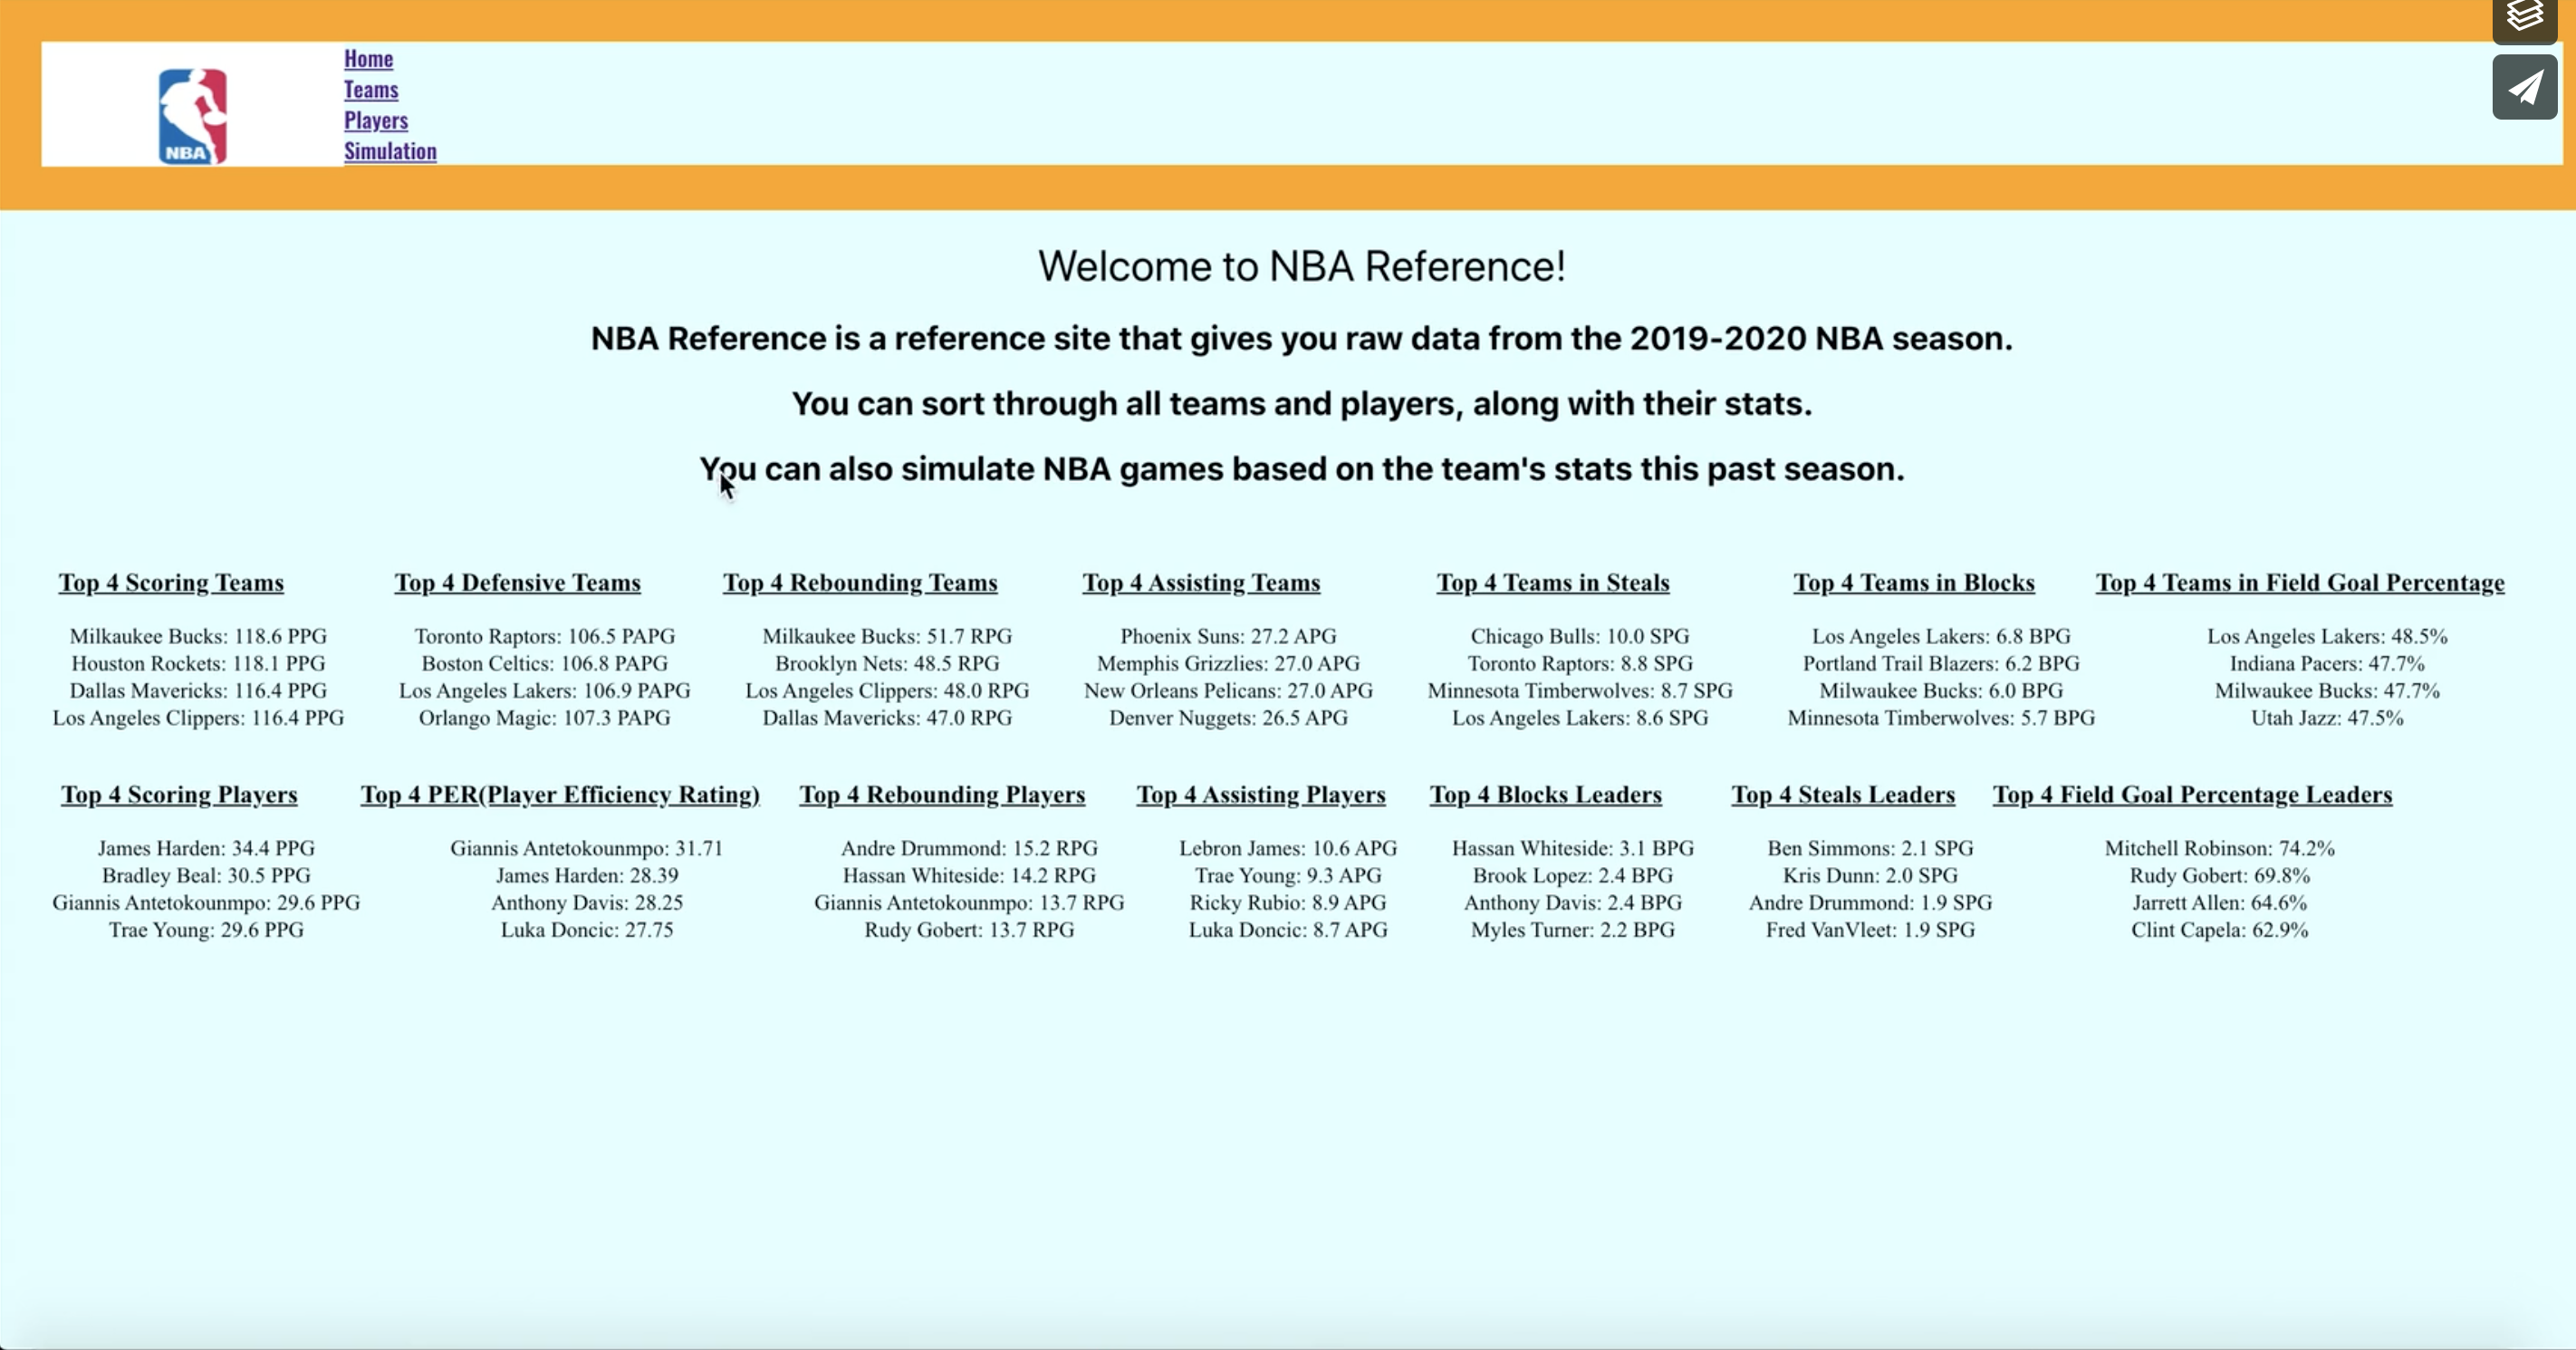 NBA
Home
Teams
Players
Simulation
Welcome to NBA Reference!
NBA Reference is a reference site that gives you raw data from the 2019-2020 NBA season.
You can sort through all teams and players, along with their stats.
You can also simulate NBA games based on the team's stats this past season.
Top 4 Scoring Teams
Milkaukee Bucks: 118.6 PPG
Houston Rockets: 118.1 PPG
Dallas Mavericks: 116.4 PPG
Los Angeles Clippers: 116.4 PPG
Top 4 Defensive Teams
Toronto Raptors: 106.5 PAPG
Boston Celtics: 106.8 PAPG
Los Angeles Lakers: 106.9 PAPG
Orlango Magic: 107.3 PAPG
Top 4 Rebounding Teams
Milkaukee Bucks: 51.7 RPG
Brooklyn Nets: 48.5 RPG
Los Angeles Clippers: 48.0 RPG
Dallas Mavericks: 47.0 RPG
Top 4 Assisting Teams
Phoenix Suns: 27.2 APG
Memphis Grizzlies: 27.0 APG
New Orleans Pelicans: 27.0 APG
Denver Nuggets: 26.5 APG
Top 4 Teams in Steals
Chicago Bulls: 10.0 SPG
Toronto Raptors: 8.8 SPG
Minnesota Timberwolves: 8.7 SPG
Los Angeles Lakers: 8.6 SPG
Top 4 Teams in Blocks
Los Angeles Lakers: 6.8 BPG
Portland Trail Blazers: 6.2 BPG
Milwaukee Bucks: 6.0 BPG
Minnesota Timberwolves: 5.7 BPG
Top 4 Teams in Field Goal Percentage
Los Angeles Lakers: 48.5%
Indiana Pacers: 47.7%
Milwaukee Bucks: 47.7%
Utah Jazz: 47.5%
Top 4 Scoring Players
James Harden: 34.4 PPG
Bradley Beal: 30.5 PPG
Giannis Antetokounmpo: 29.6 PPG
Trae Young: 29.6 PPG
Top 4 PER(Player Efficiency Rating)
Giannis Antetokounmpo: 31.71
James Harden: 28.39
Anthony Davis: 28.25
Luka Doncic: 27.75
Top 4 Rebounding Players
Andre Drummond: 15.2 RPG
Hassan Whiteside: 14.2 RPG
Giannis Antetokounmpo: 13.7 RPG
Rudy Gobert: 13.7 RPG
Top 4 Assisting Players
Lebron James: 10.6 APG
Trae Young: 9.3 APG
Ricky Rubio: 8.9 APG
Luka Doncic: 8.7 APG
Top 4 Blocks Leaders
Hassan Whiteside: 3.1 BPG
Brook Lopez: 2.4 BPG
Anthony Davis: 2.4 BPG
Myles Turner: 2.2 BPG
Top 4 Steals Leaders
Ben Simmons: 2.1 SPG
Kris Dunn: 2.0 SPG
Andre Drummond: 1.9 SPG
Fred VanVleet: 1.9 SPG
Top 4 Field Goal Percentage Leaders
Mitchell Robinson: 74.2%
Rudy Gobert: 69.8%
Jarrett Allen: 64.6%
Clint Capela: 62.9%